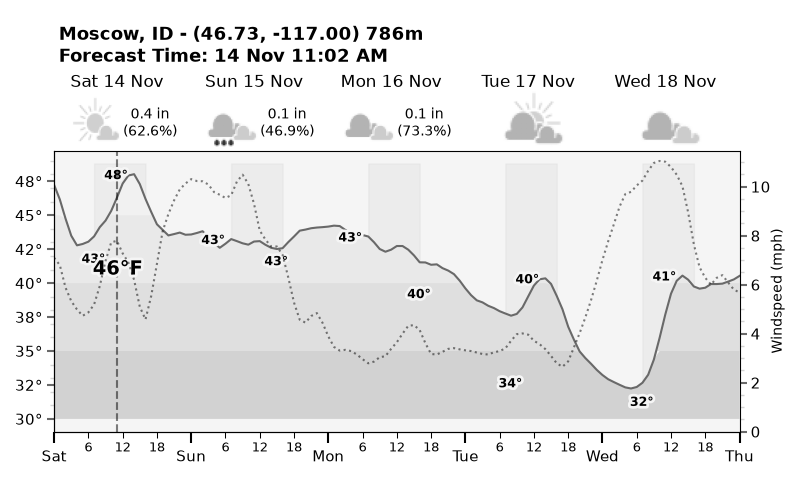 Moscow, ID - (46.73, -117.00) 786m
Forecast Time: 14 Nov 11:02 AM
Sat 14 Nov Sun 15 Nov Mon 16 Nov Tue 17 Nov Wed 18 Nov
0.4 in 0.1 in 0.1 in
(62.6%) (46.9%) (73.3%)
48°
45°
42°
40°
38°
35°
32°
30°
48°
43°
46°F
43°
43°
43°
40°
34°
40°
32°
41°
10
8
6
4
2
0
Windspeed (mph)
6 12 18 6 12 18 6 12 18 6 12 18 6 12 18
Sat Sun Mon Tue Wed Thu